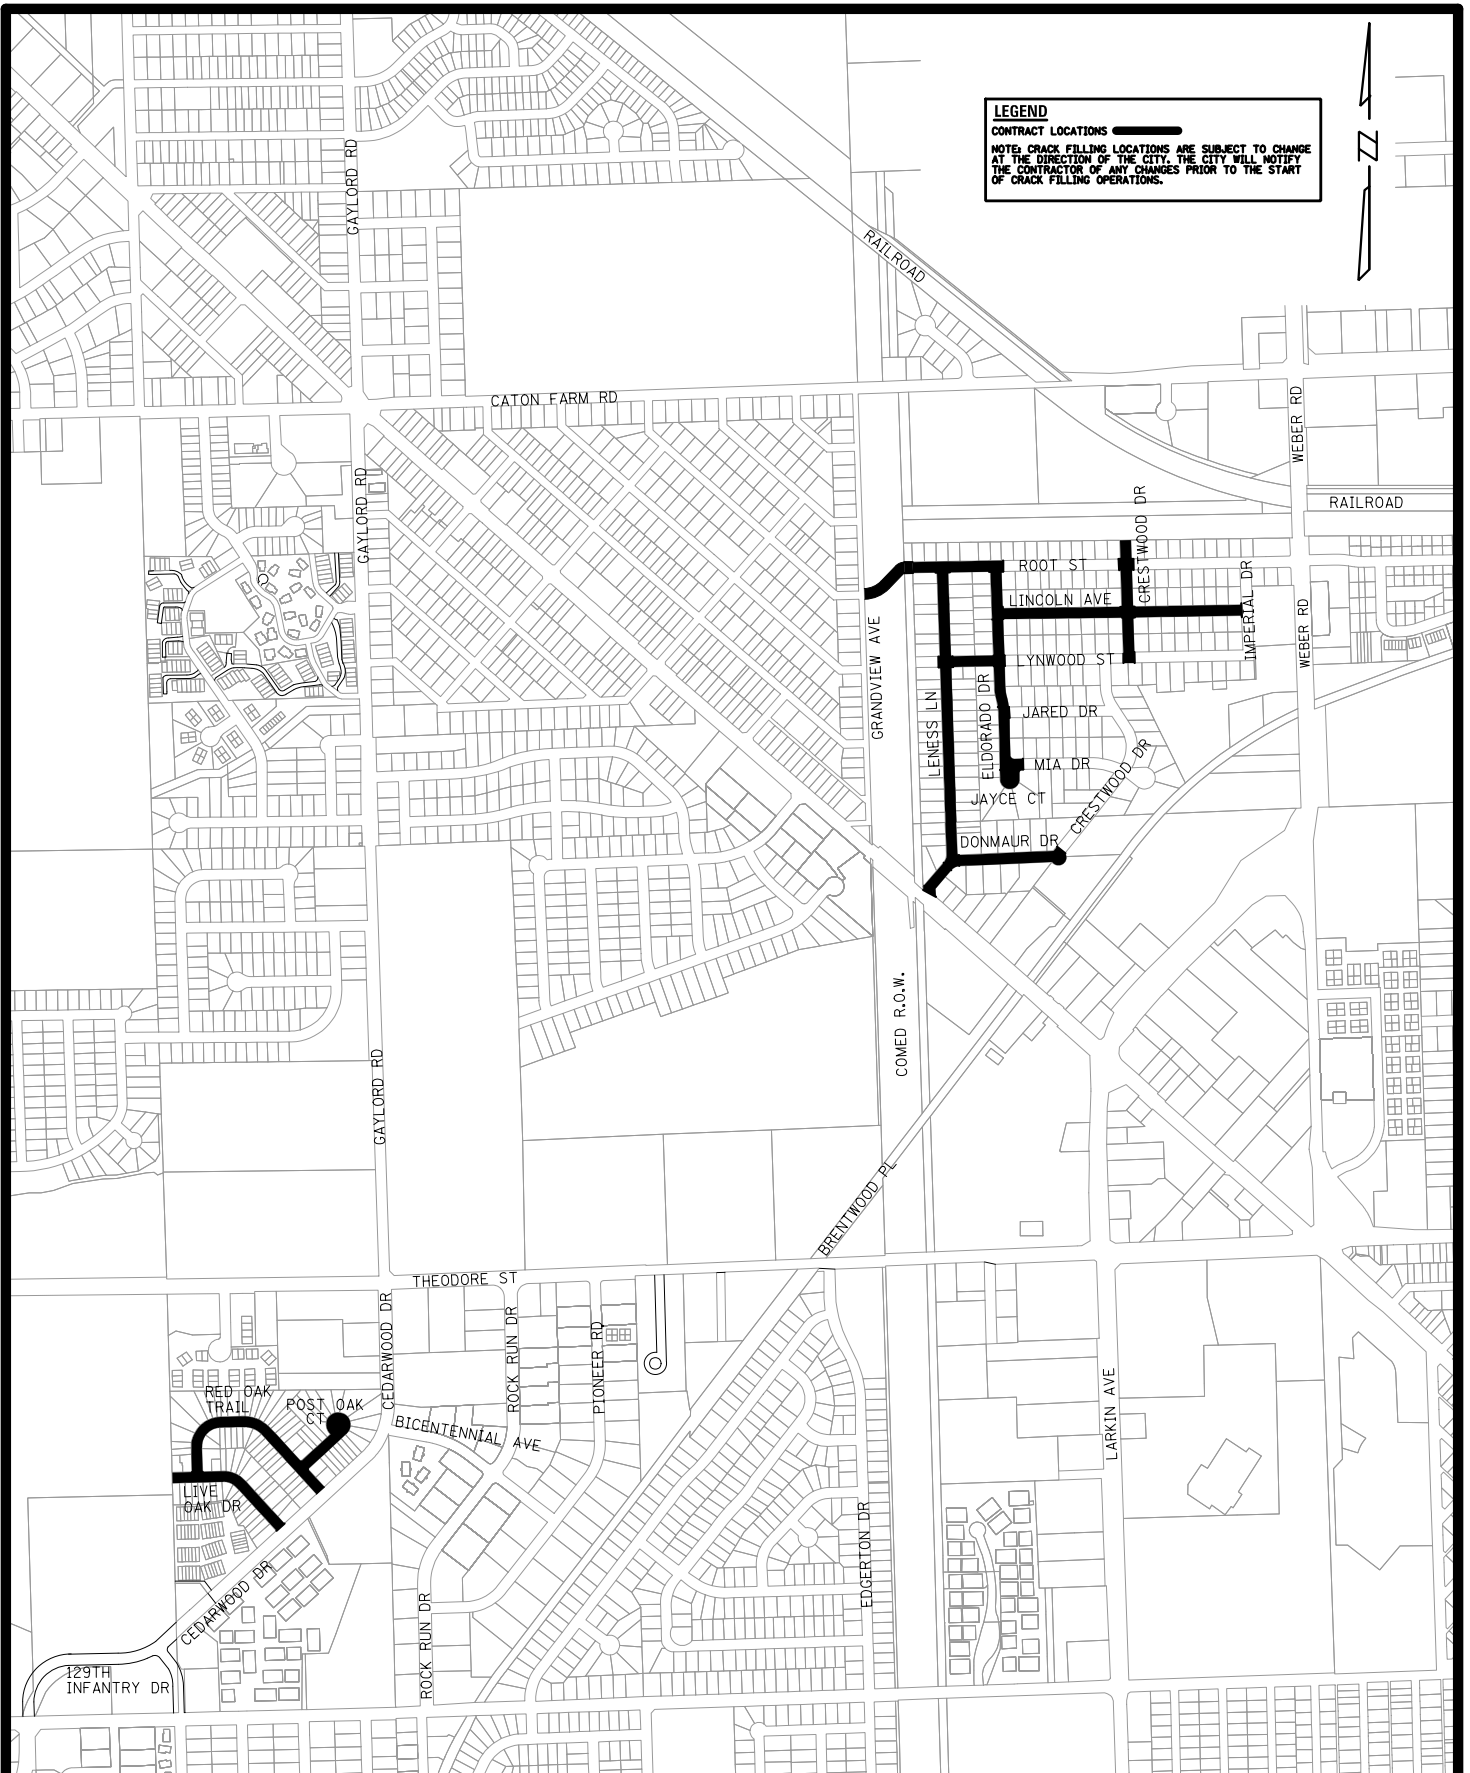 LEGEND
CONTRACT LOCATIONS
NOTE: CRACK FILLING LOCATIONS ARE SUBJECT TO CHANGE
AT THE DIRECTION OF THE CITY. THE CITY WILL NOTIFY
THE CONTRACTOR OF ANY CHANGES PRIOR TO THE START
OF CRACK FILLING OPERATIONS.
N
GAYLORD RD
RAILROAD
CATON FARM RD
WEBER RD
GAYLORD RD
RAILROAD
CRESTWOOD DR
ROOT ST
LINCOLN AVE
IMPERIAL DR
WEBER RD
GRANDVIEW AVE
LYNWOOD ST
LENESS LN
ELDORADO DR
JARED DR
MIA DR
JAYCE CT
CRESTWOOD DR
DONMAUR DR
COMED R.O.W.
GAYLORD RD
BRENTWOOD PL
THEODORE ST
CEDARWOOD DR
ROCK RUN DR
PIONEER RD
LARKIN AVE
RED OAK
TRAIL
POST OAK
CT
BICENTENNIAL AVE
LIVE
OAK DR
EDGERTON DR
CEDARWOOD DR
ROCK RUN DR
129TH
INFANTRY DR